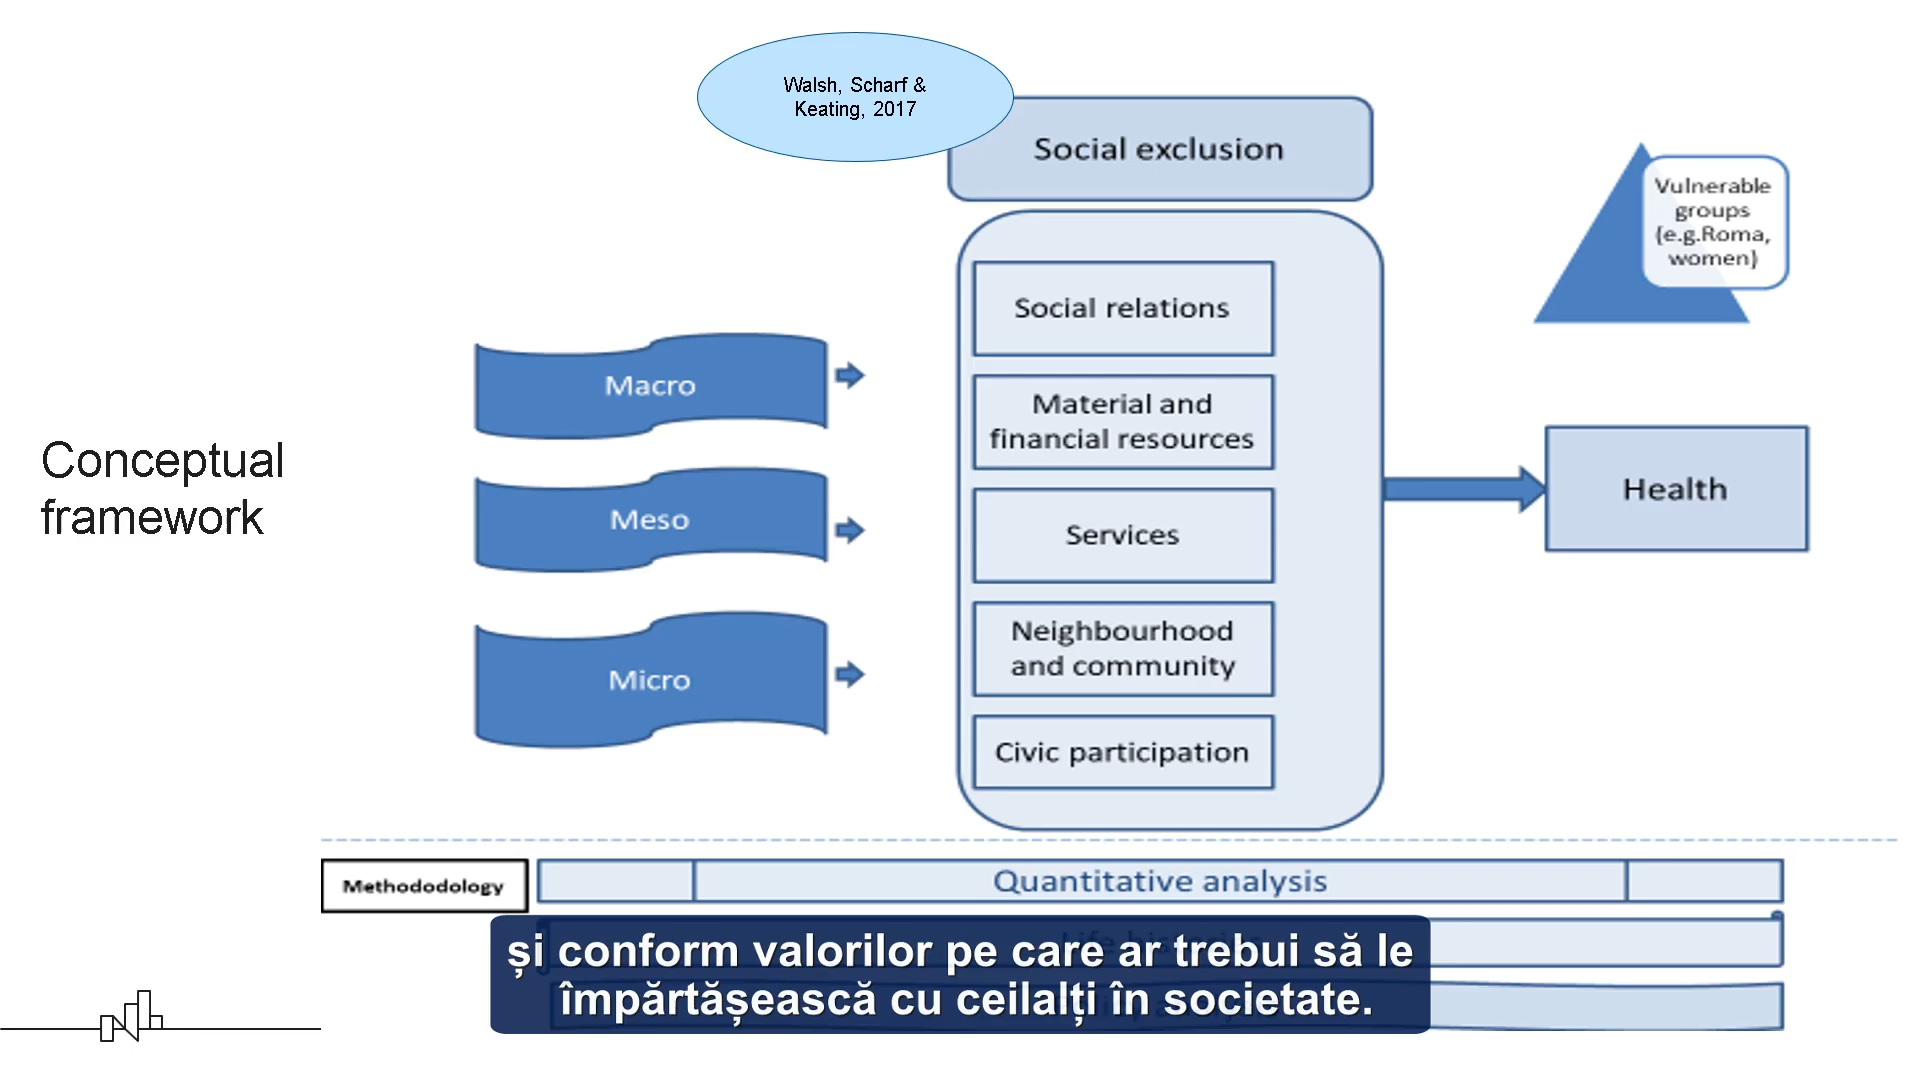 Walsh, Scharf &
Keating, 2017
Social exclusion
Vulnerable
groups
(e.g.Roma,
women)
Social relations
Macro
Material and
financial resources
Conceptual
framework
Meso
Services
Health
Micro
Neighbourhood
and community
Civic participation
Methododology
Quantitative analysis
și conform valorilor pe care ar trebui să le
împărtășească cu ceilalți în societate.